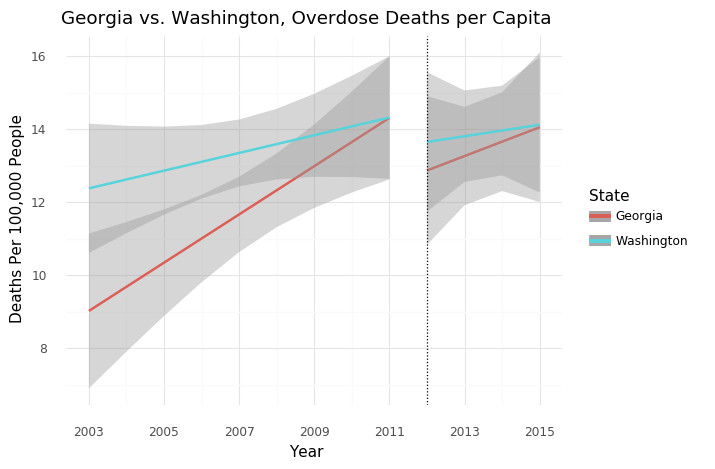 Georgia vs. Washington, Overdose Deaths per Capita
Deaths Per 100,000 People
16
14
12
10
8
2003
2005
2007
2009
2011
2013
2015
Year
State
Georgia
Washington